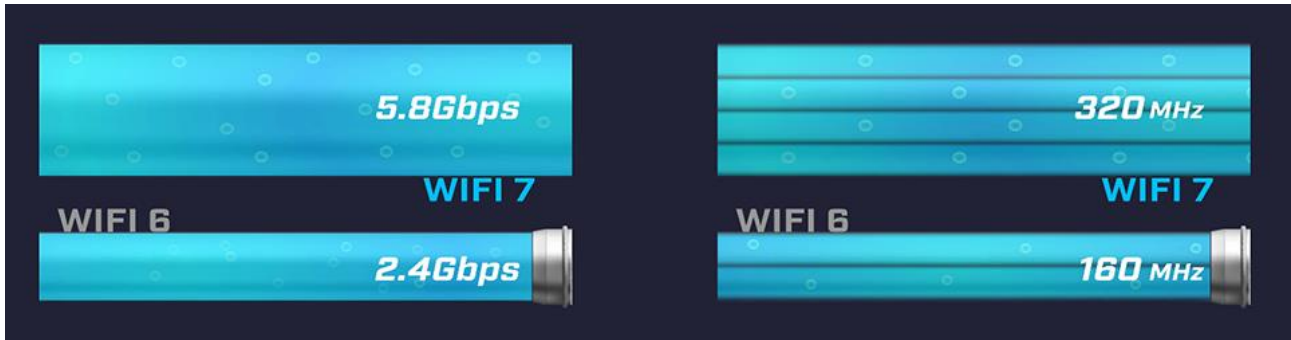 5.8Gbps
WIFI 7
WIFI 6
2.4Gbps
320 MHz
WIFI 7
WIFI 6
160 MHz